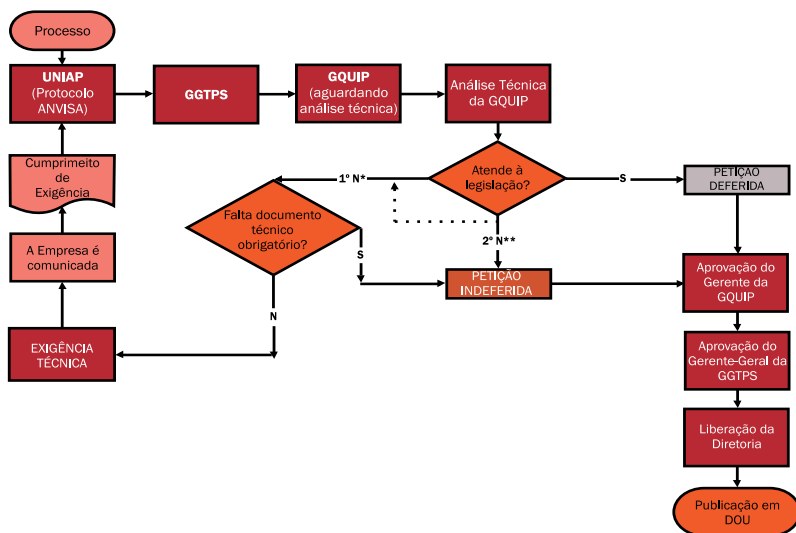 Processo
UNIAP
(Protocolo
ANVISA)
GGTPS
GQUIP
(aguardando
análise técnica)
Análise Técnica
da GQUIP
Cumprimeito
de
Exigência
1º N*
Atende à
legislação?
S
PETIÇÃO
DEFERIDA
Falta documento
técnico
obrigatório?
A Empresa é
comunicada
S
2º N**
PETIÇÃO
INDEFERIDA
Aprovação do
Gerente da
GQUIP
N
EXIGÊNCIA
TÉCNICA
Aprovação do
Gerente-Geral da
GGTPS
Liberação da
Diretoria
Publicação em
DOU